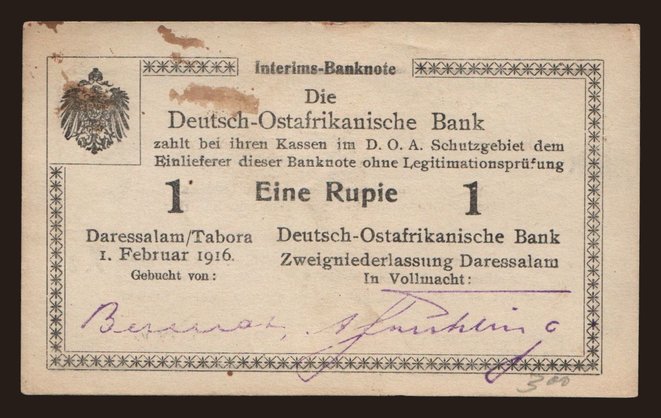 Interims-Banknote
Die
Deutsch-Ostafrikanische Bank
zahlt bei ihren Kassen im D. O. A. Schutzgebiet dem
Einlieferer dieser Banknote ohne Legitimationsprüfung
1 Eine Rupie 1
Daressalam/Tabora
1. Februar 1916.
Gebucht von:
Deutsch-Ostafrikanische Bank
Zweigniederlassung Daressalam
In Vollmacht: